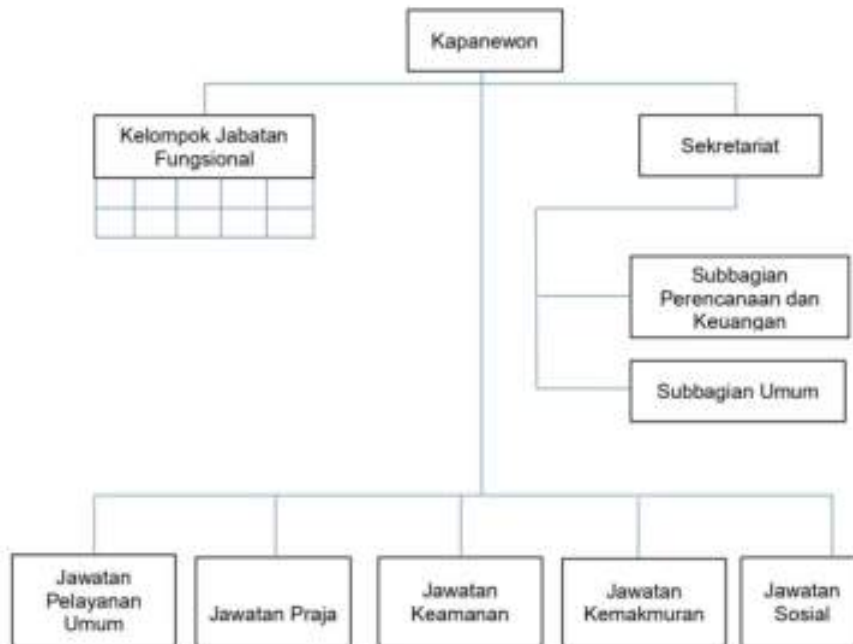 Kapanewon
Kelompok Jabatan
Fungsional
Sekretariat
Subbagian
Perencanaan dan
Keuangan
Subbagian Umum
Jawatan
Pelayanan
Umum
Jawatan Praja
Jawatan
Keamanan
Jawatan
Kemakmuran
Jawatan
Sosial